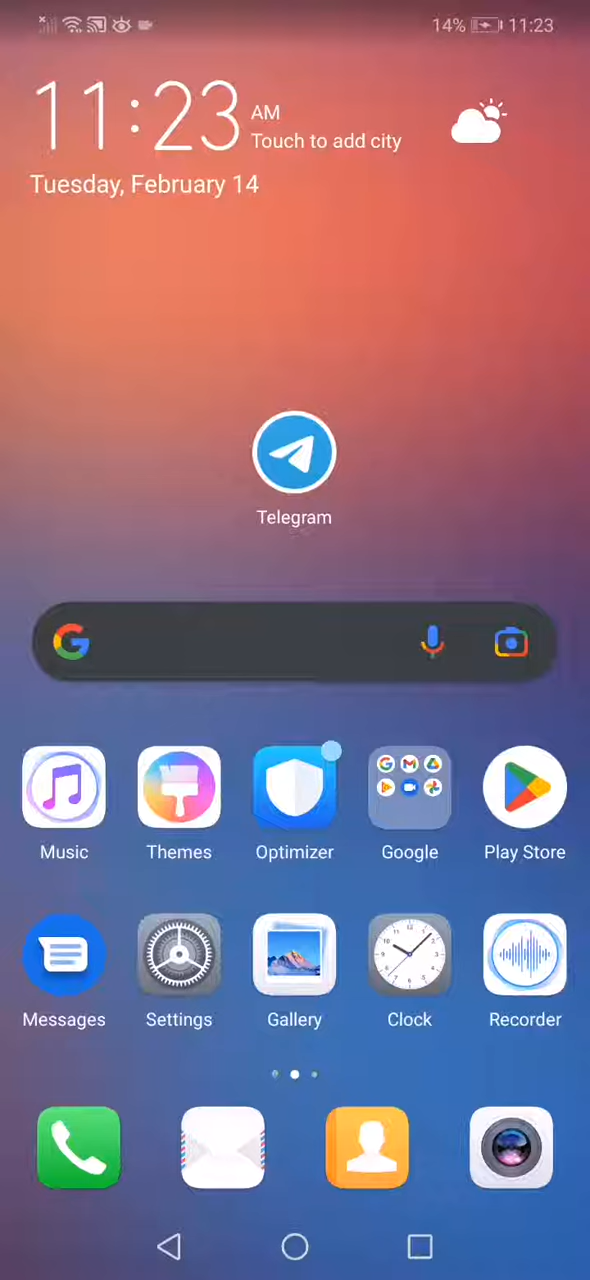 14% 11:23
11:23 AM
Touch to add city
Tuesday, February 14
Telegram
Music Themes Optimizer Google Play Store
Messages Settings Gallery Clock Recorder